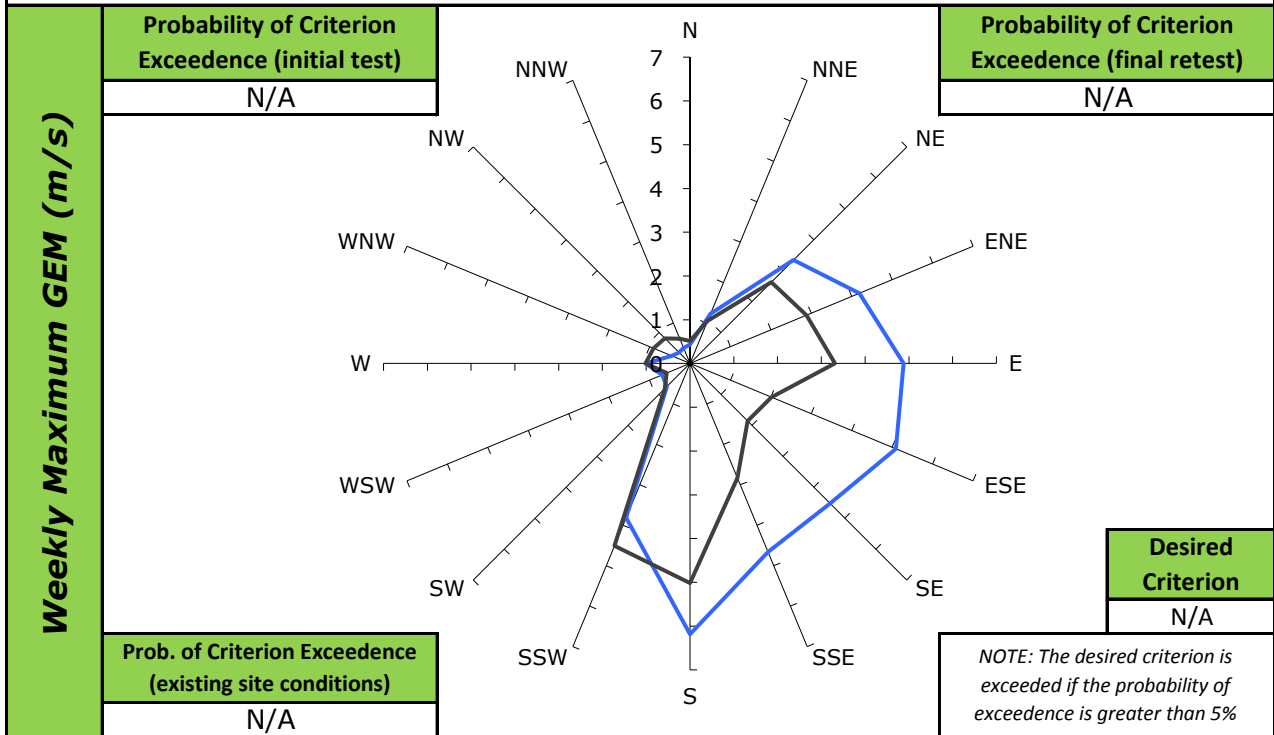 Weekly Maximum GEM (m/s)
Probability of Criterion
Exceedence (initial test)
N/A
Probability of Criterion
Exceedence (final retest)
N/A
N
NNE
NE
ENE
E
ESE
SE
SSE
S
SSW
SW
WSW
W
WNW
NW
NNW
7
6
5
4
3
2
1
0
Prob. of Criterion Exceedence
(existing site conditions)
N/A
Desired
Criterion
N/A
NOTE: The desired criterion is
exceeded if the probability of
exceedence is greater than 5%